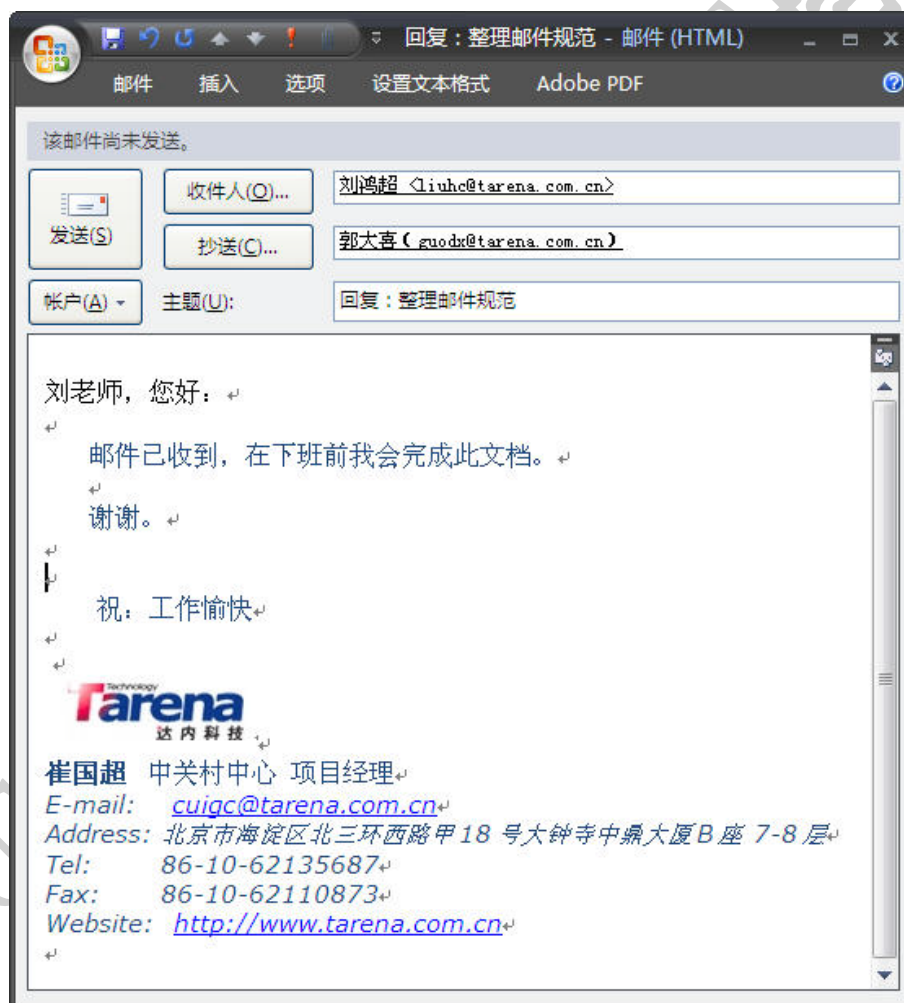 回复：整理邮件规范 - 邮件 (HTML)
邮件 插入 选项 设置文本格式 Adobe PDF
该邮件尚未发送。
发送(S)
收件人(O)... 刘鸿超 <liuhc@tarena.com.cn>
抄送(C)... 郭大喜( guodx@tarena.com.cn)
帐户(A) 主题(U): 回复：整理邮件规范
刘老师，您好：
邮件已收到，在下班前我会完成此文档。
谢谢。
祝：工作愉快
Technology
Tarena
达内科技
崔国超 中关村中心 项目经理
E-mail: cuigc@tarena.com.cn
Address: 北京市海淀区北三环西路甲18 号大钟寺中鼎大厦B座 7-8 层
Tel: 86-10-62135687
Fax: 86-10-62110873
Website: http://www.tarena.com.cn